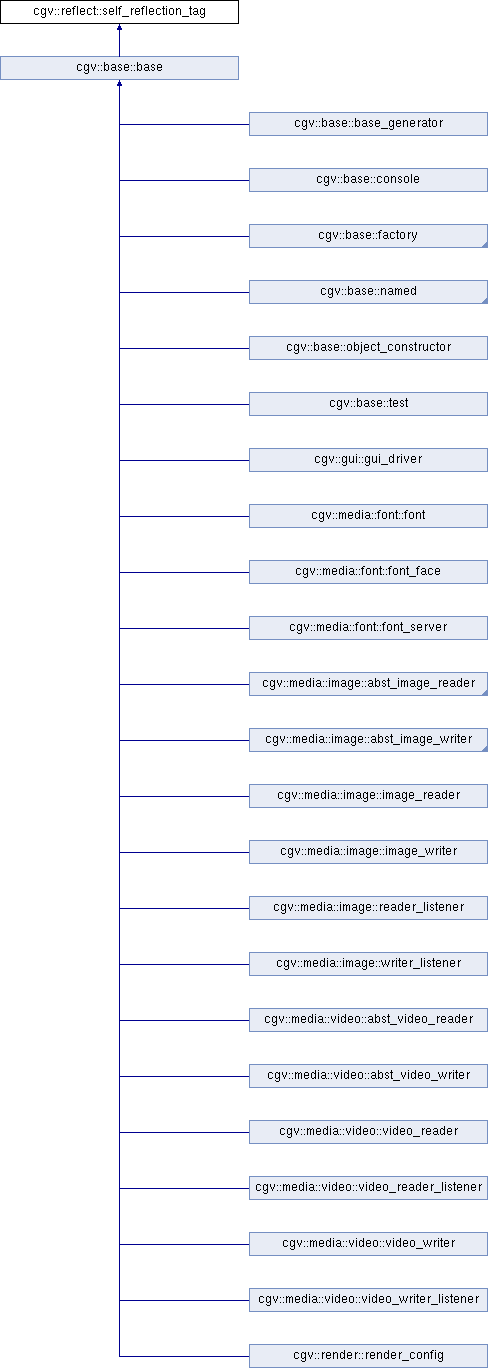 cgv::reflect::self_reflection_tag
cgv::base::base
cgv::base::base_generator
cgv::base::console
cgv::base::factory
cgv::base::named
cgv::base::object_constructor
cgv::base::test
cgv::gui::gui_driver
cgv::media::font::font
cgv::media::font::font_face
cgv::media::font::font_server
cgv::media::image::abst_image_reader
cgv::media::image::abst_image_writer
cgv::media::image::image_reader
cgv::media::image::image_writer
cgv::media::image::reader_listener
cgv::media::image::writer_listener
cgv::media::video::abst_video_reader
cgv::media::video::abst_video_writer
cgv::media::video::video_reader
cgv::media::video::video_reader_listener
cgv::media::video::video_writer
cgv::media::video::video_writer_listener
cgv::render::render_config